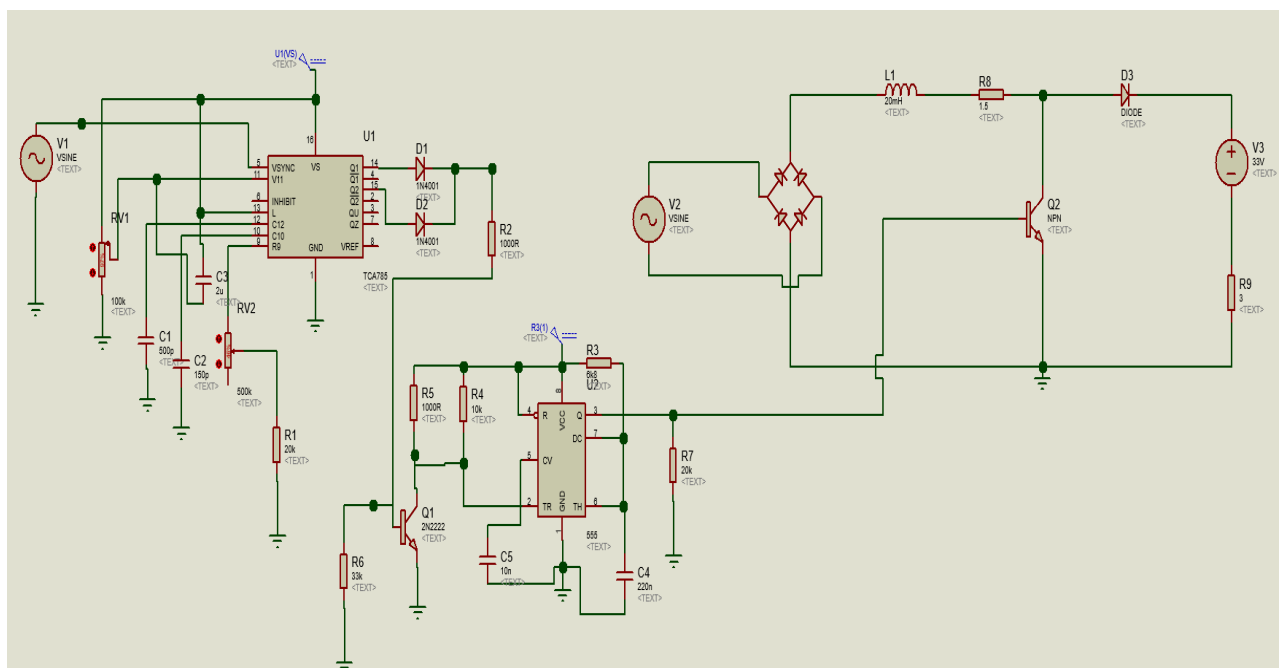 U1(VS)
<TEXT>
V1
VSINE
<TEXT>
RV1
100k
<TEXT>
U1
16
VS
5
VSYNC
11
V11
6
INHIBIT
13
L
12
C12
10
C10
9
R9
GND
1
14
Q1
4
Q1
15
Q2
2
Q2
3
QU
7
QZ
8
VREF
TCA785
<TEXT>
D1
1N4001
<TEXT>
D2
1N4001
<TEXT>
R2
1000R
<TEXT>
C3
2u
<TEXT>
RV2
500k
<TEXT>
C1
500p
<TEXT>
C2
150p
<TEXT>
R1
20k
<TEXT>
R6
33k
<TEXT>
Q1
2N2222
<TEXT>
R5
1000R
<TEXT>
R4
10k
<TEXT>
R3(1)
<TEXT>
R3
6k8
<TEXT>
U2
8
VCC
4
R
5
CV
2
TR
GND
1
3
Q
7
DC
6
TH
555
<TEXT>
C5
10n
<TEXT>
C4
220n
<TEXT>
R7
20k
<TEXT>
V2
VSINE
<TEXT>
L1
20mH
<TEXT>
R8
1.5
<TEXT>
D3
DIODE
<TEXT>
V3
33V
<TEXT>
Q2
NPN
<TEXT>
R9
3
<TEXT>